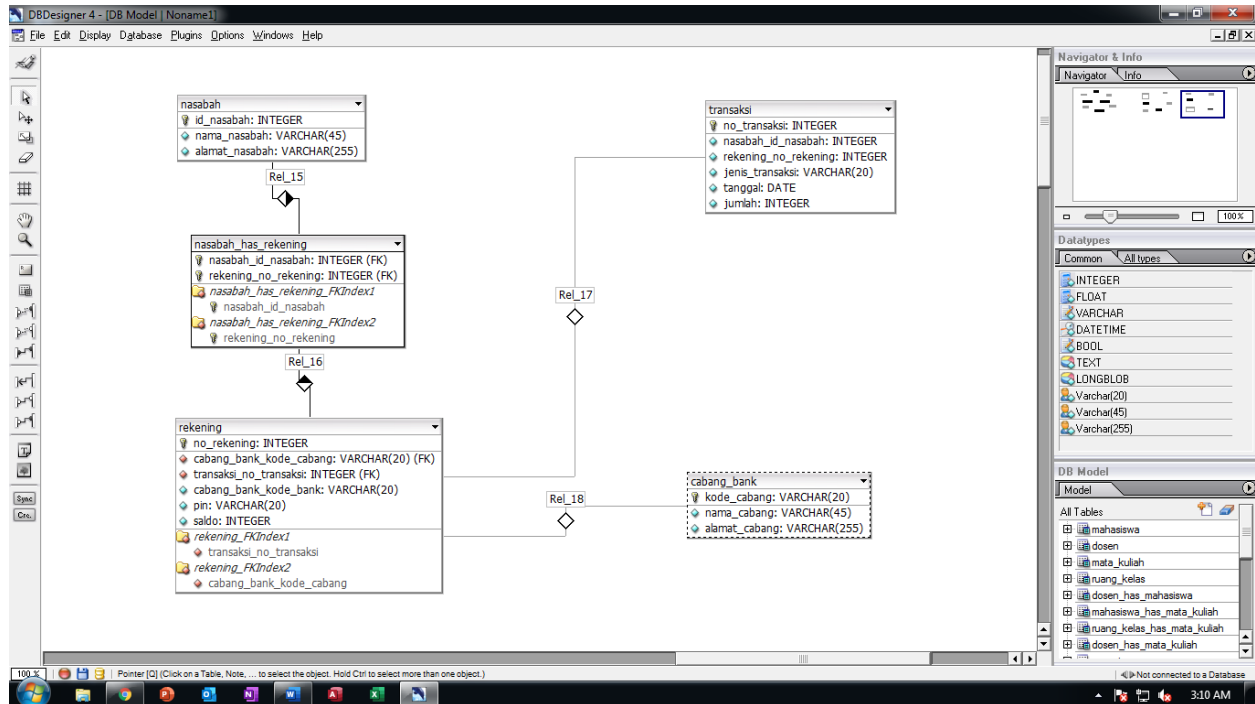 DBDesigner 4 - [DB Model | Noname1]
File Edit Display Database Plugins Options Windows Help
nasabah
id_nasabah: INTEGER
nama_nasabah: VARCHAR(45)
alamat_nasabah: VARCHAR(255)
Rel_15
nasabah_has_rekening
nasabah_id_nasabah: INTEGER (FK)
rekening_no_rekening: INTEGER (FK)
nasabah_has_rekening_FKIndex1
nasabah_id_nasabah
nasabah_has_rekening_FKIndex2
rekening_no_rekening
Rel_16
rekening
no_rekening: INTEGER
cabang_bank_kode_cabang: VARCHAR(20) (FK)
transaksi_no_transaksi: INTEGER (FK)
cabang_bank_kode_bank: VARCHAR(20)
pin: VARCHAR(20)
saldo: INTEGER
rekening_FKIndex1
transaksi_no_transaksi
rekening_FKIndex2
cabang_bank_kode_cabang
transaksi
no_transaksi: INTEGER
nasabah_id_nasabah: INTEGER
rekening_no_rekening: INTEGER
jenis_transaksi: VARCHAR(20)
tanggal: DATE
jumlah: INTEGER
Rel_17
Rel_18
cabang_bank
kode_cabang: VARCHAR(20)
nama_cabang: VARCHAR(45)
alamat_cabang: VARCHAR(255)
Navigator & Info
Navigator Info
100%
Datatypes
Common All types
INTEGER
FLOAT
VARCHAR
DATETIME
BOOL
TEXT
LONGBLOB
Varchar(20)
Varchar(45)
Varchar(255)
DB Model
Model
All Tables
mahasiswa
dosen
mata_kuliah
ruang_kelas
dosen_has_mahasiswa
mahasiswa_has_mata_kuliah
ruang_kelas_has_mata_kuliah
dosen_has_mata_kuliah
Sync
Cre.
100 %
Pointer [Q] (Click on a Table, Note, ... to select the object. Hold Ctrl to select more than one object.)
Not connected to a Database
3:10 AM